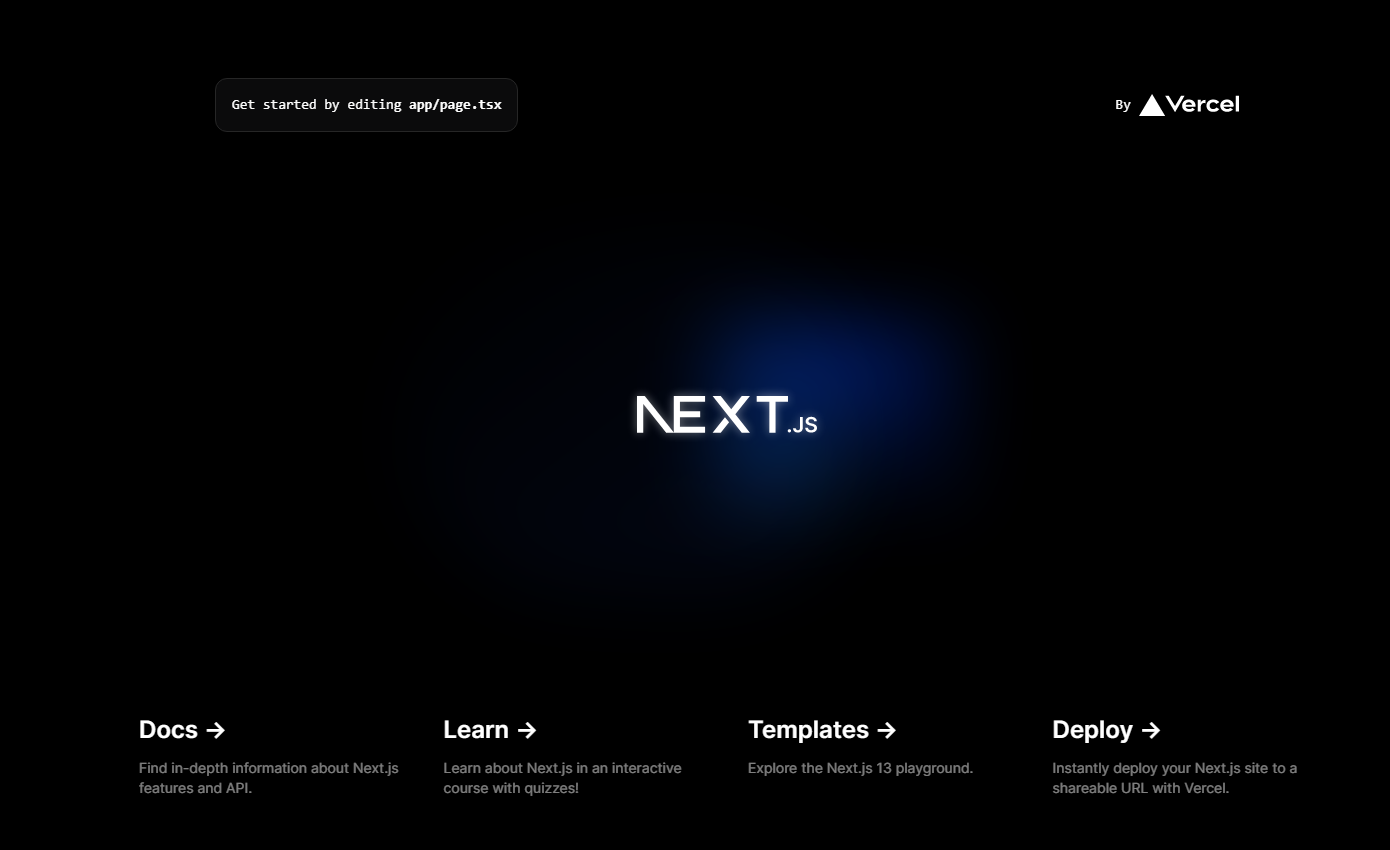 Get started by editing app/page.tsx
By Vercel
NEXT.JS
Docs →
Find in-depth information about Next.js
features and API.
Learn →
Learn about Next.js in an interactive
course with quizzes!
Templates →
Explore the Next.js 13 playground.
Deploy →
Instantly deploy your Next.js site to a
shareable URL with Vercel.